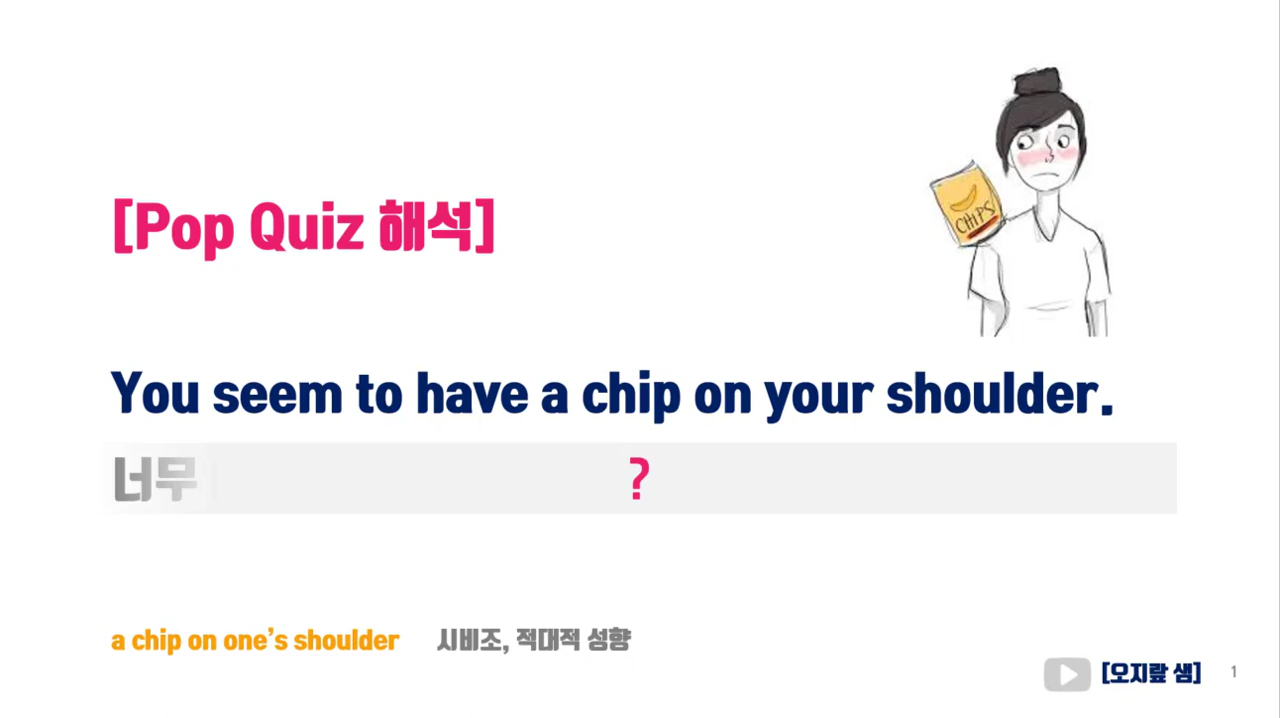 [Pop Quiz 해석]
CHIPS
You seem to have a chip on your shoulder.
너무
?
a chip on one’s shoulder 시비조, 적대적 성향
[오지랖 샘] 1